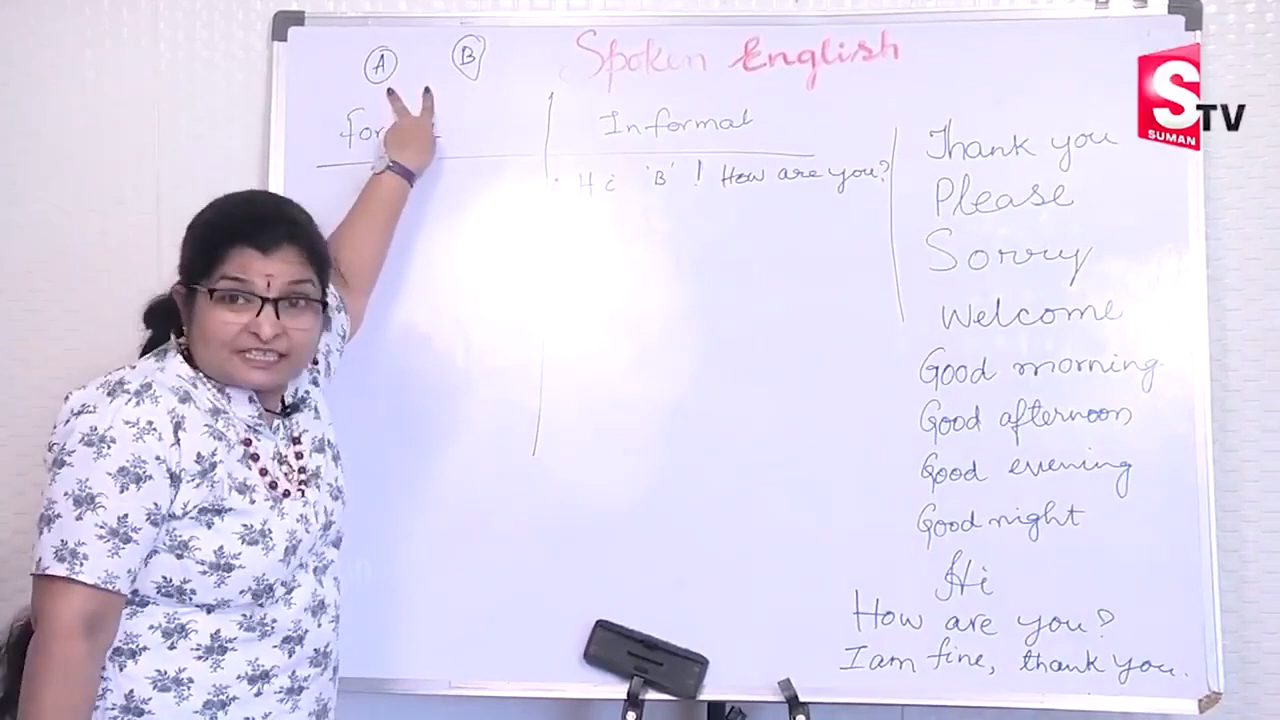 A B
Spoken English
Informal
Hi 'B' ! How are you?
Thank you
Please
Sorry
Welcome
Good morning
Good afternoon
Good evening
Good night
Hi
How are you?
I am fine, thank you.
S
SUMAN TV